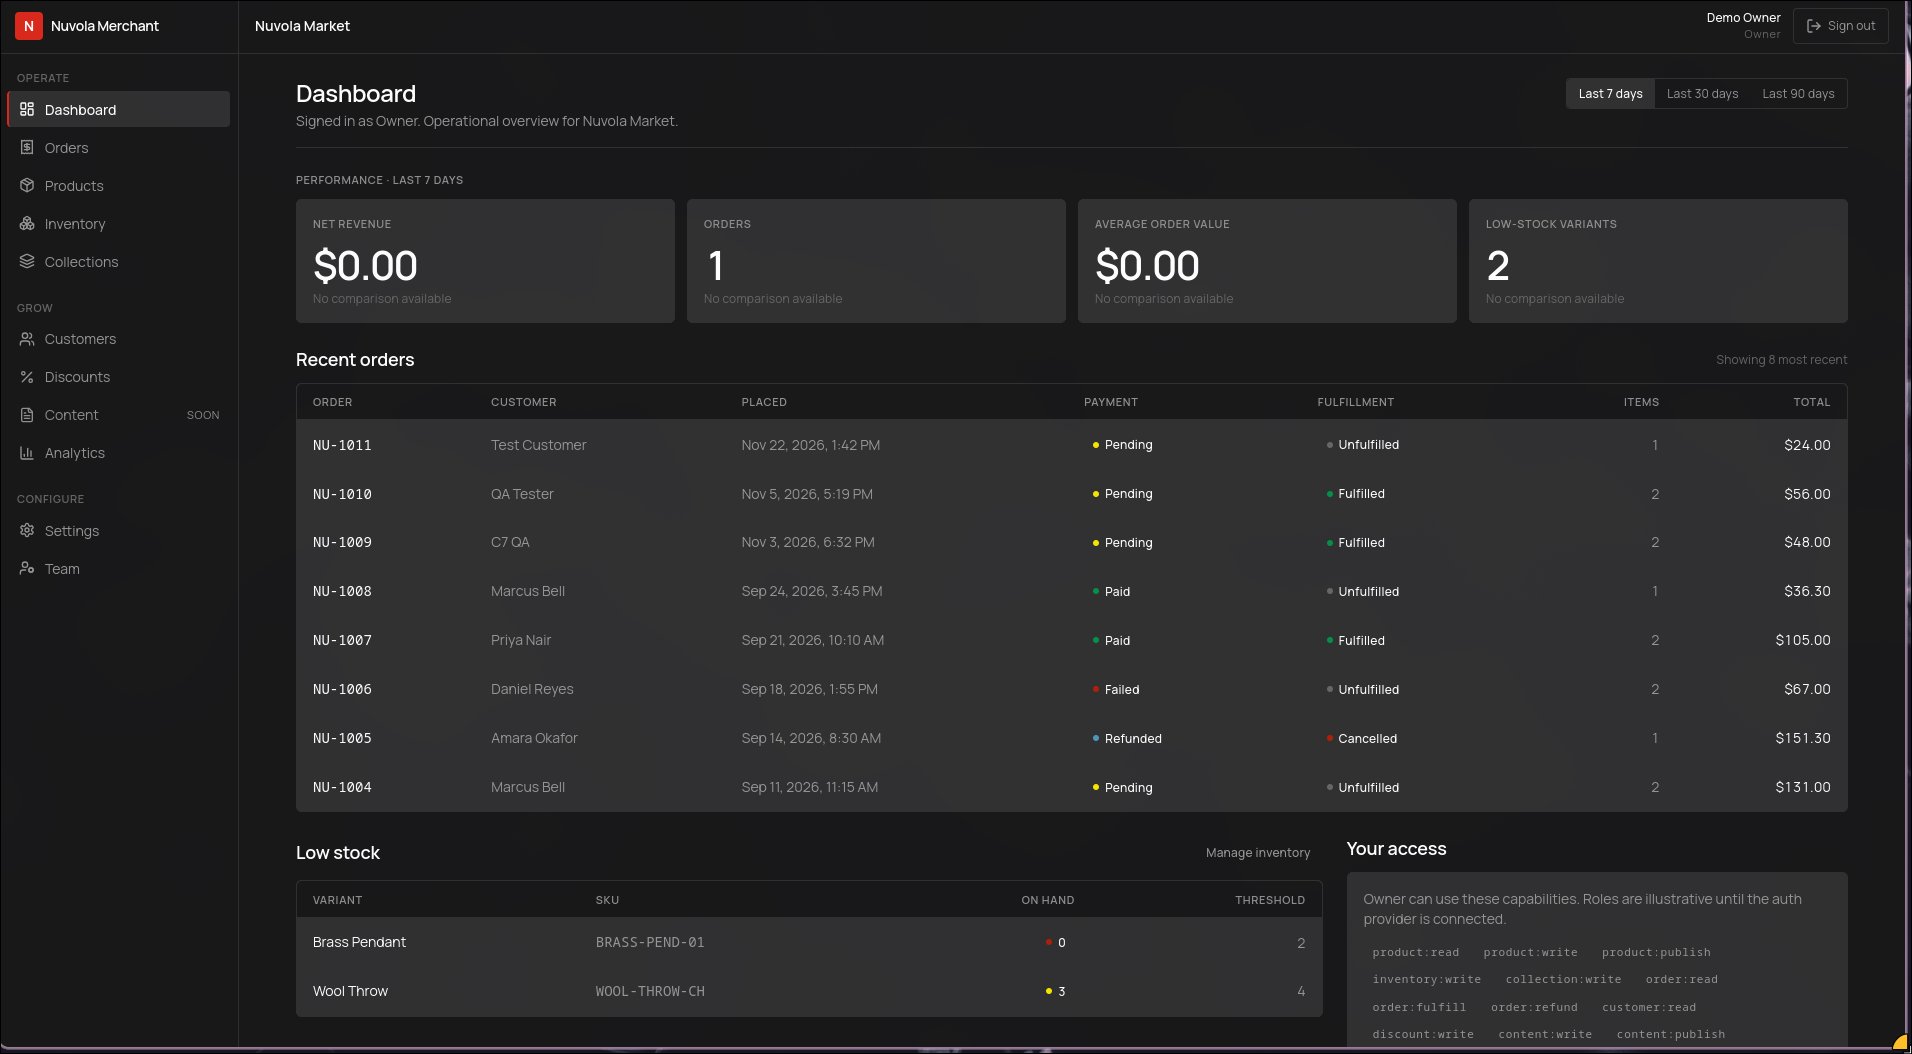 N Nuvola Merchant
Nuvola Market
Demo Owner
Owner
Sign out
OPERATE
Dashboard
Orders
Products
Inventory
Collections
GROW
Customers
Discounts
Content SOON
Analytics
CONFIGURE
Settings
Team
Dashboard
Signed in as Owner. Operational overview for Nuvola Market.
Last 7 days Last 30 days Last 90 days
PERFORMANCE · LAST 7 DAYS
NET REVENUE
$0.00
No comparison available
ORDERS
1
No comparison available
AVERAGE ORDER VALUE
$0.00
No comparison available
LOW-STOCK VARIANTS
2
No comparison available
Recent orders
Showing 8 most recent
ORDER CUSTOMER PLACED PAYMENT FULFILLMENT ITEMS TOTAL
NU-1011 Test Customer Nov 22, 2026, 1:42 PM Pending Unfulfilled 1 $24.00
NU-1010 QA Tester Nov 5, 2026, 5:19 PM Pending Fulfilled 2 $56.00
NU-1009 C7 QA Nov 3, 2026, 6:32 PM Pending Fulfilled 2 $48.00
NU-1008 Marcus Bell Sep 24, 2026, 3:45 PM Paid Unfulfilled 1 $36.30
NU-1007 Priya Nair Sep 21, 2026, 10:10 AM Paid Fulfilled 2 $105.00
NU-1006 Daniel Reyes Sep 18, 2026, 1:55 PM Failed Unfulfilled 2 $67.00
NU-1005 Amara Okafor Sep 14, 2026, 8:30 AM Refunded Cancelled 1 $151.30
NU-1004 Marcus Bell Sep 11, 2026, 11:15 AM Pending Unfulfilled 2 $131.00
Low stock
Manage inventory
VARIANT SKU ON HAND THRESHOLD
Brass Pendant BRASS-PEND-01 0 2
Wool Throw WOOL-THROW-CH 3 4
Your access
Owner can use these capabilities. Roles are illustrative until the auth
provider is connected.
product:read product:write product:publish
inventory:write collection:write order:read
order:fulfill order:refund customer:read
discount:write content:write content:publish